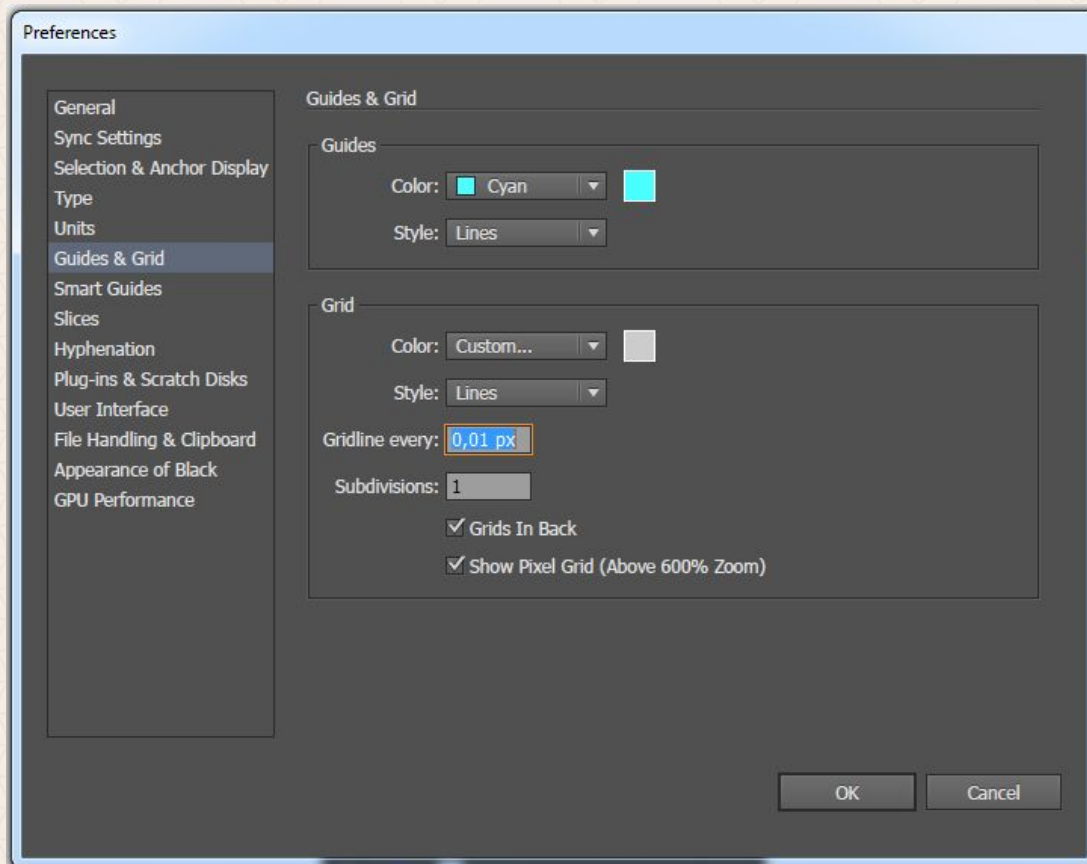 Preferences
General
Sync Settings
Selection & Anchor Display
Type
Units
Guides & Grid
Smart Guides
Slices
Hyphenation
Plug-ins & Scratch Disks
User Interface
File Handling & Clipboard
Appearance of Black
GPU Performance
Guides & Grid
Guides
Color: Cyan
Style: Lines
Grid
Color: Custom...
Style: Lines
Gridline every: 0,01 px
Subdivisions: 1
Grids In Back
Show Pixel Grid (Above 600% Zoom)
OK Cancel